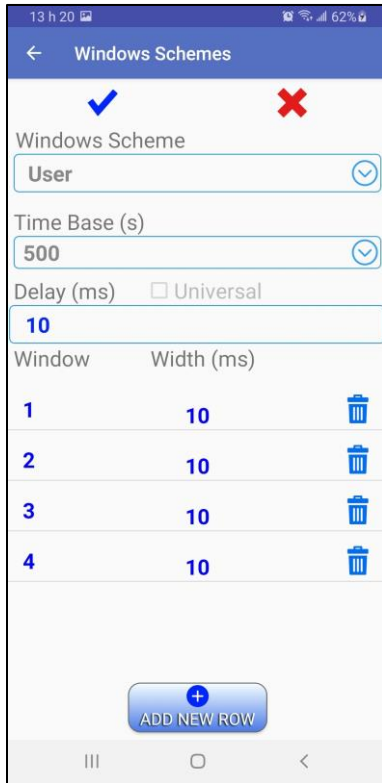 13 h 20 62%
Windows Schemes
Windows Scheme
User
Time Base (s)
500
Delay (ms) Universal
10
Window Width (ms)
1 10
2 10
3 10
4 10
ADD NEW ROW